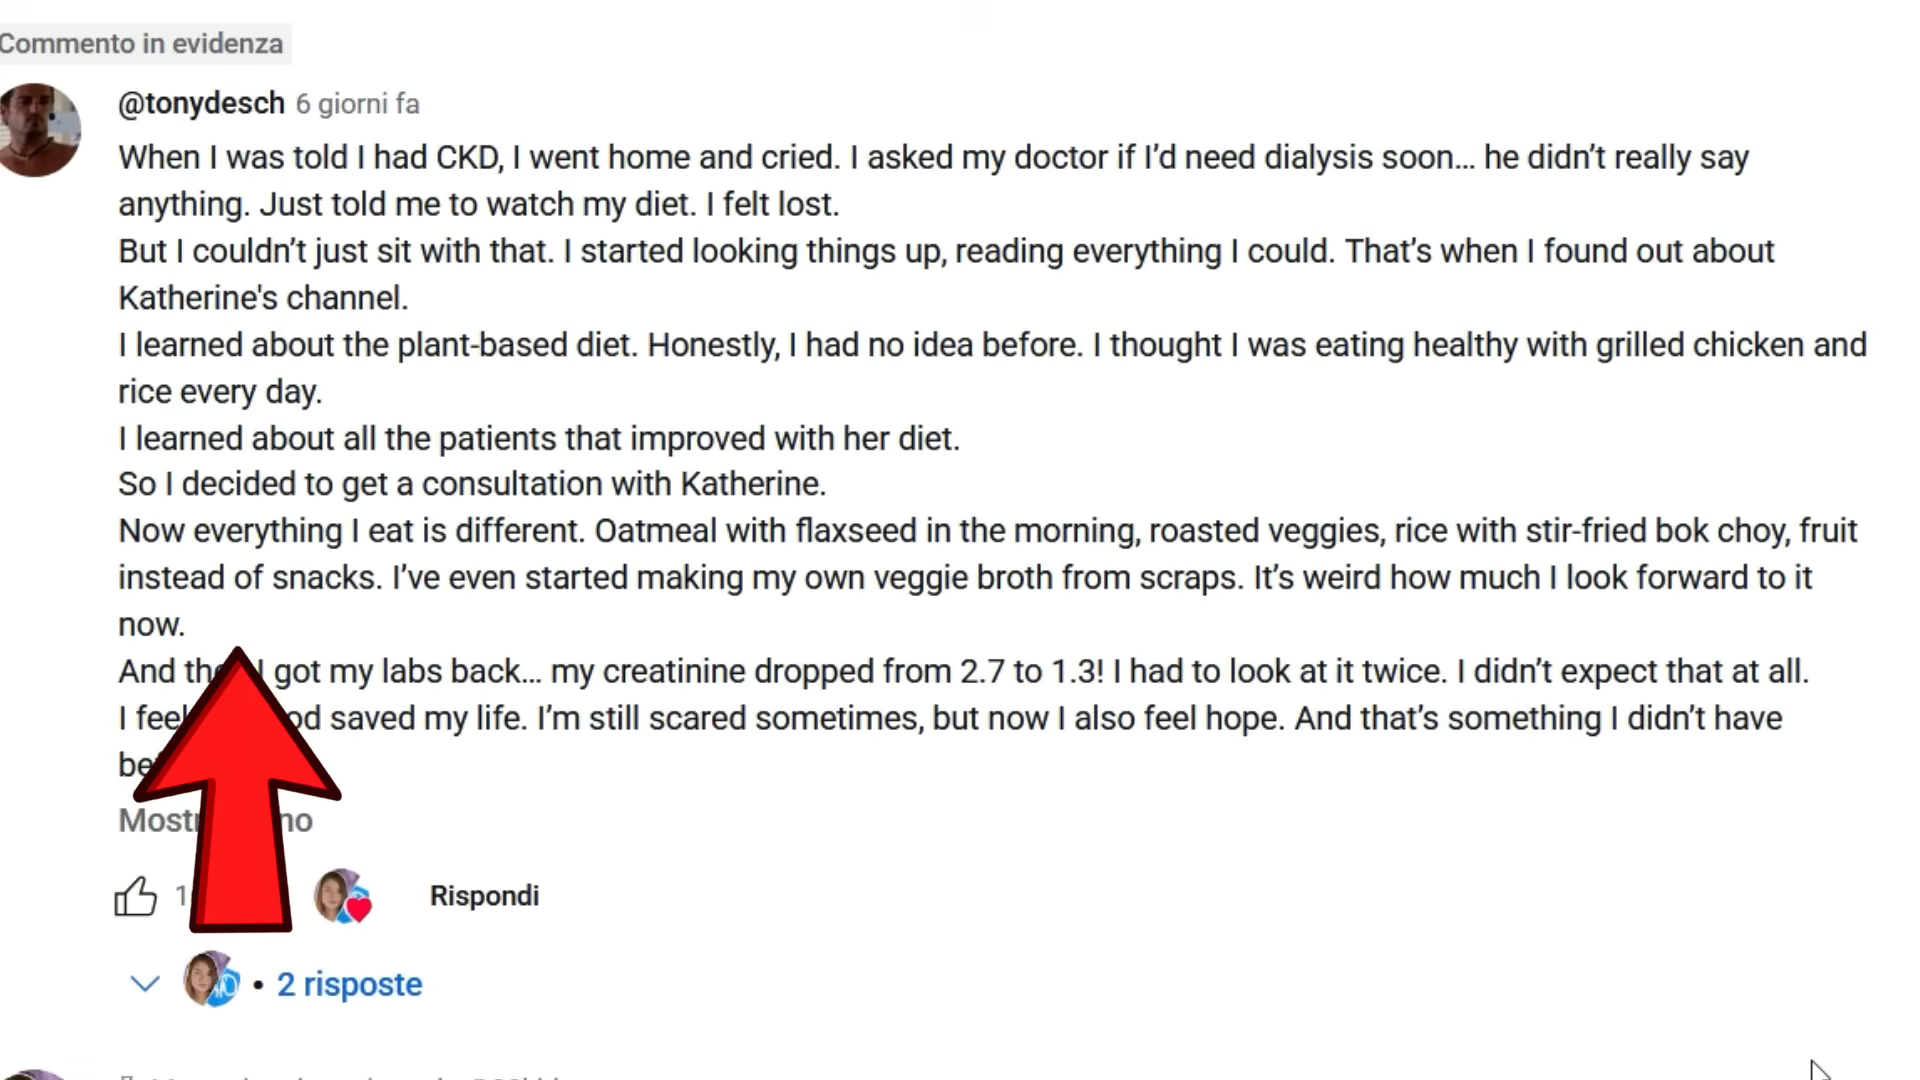 Commento in evidenza
@tonydesch 6 giorni fa
When I was told I had CKD, I went home and cried. I asked my doctor if I’d need dialysis soon… he didn’t really say
anything. Just told me to watch my diet. I felt lost.
But I couldn’t just sit with that. I started looking things up, reading everything I could. That’s when I found out about
Katherine's channel.
I learned about the plant-based diet. Honestly, I had no idea before. I thought I was eating healthy with grilled chicken and
rice every day.
I learned about all the patients that improved with her diet.
So I decided to get a consultation with Katherine.
Now everything I eat is different. Oatmeal with flaxseed in the morning, roasted veggies, rice with stir-fried bok choy, fruit
instead of snacks. I’ve even started making my own veggie broth from scraps. It’s weird how much I look forward to it
now.
And I got my labs back… my creatinine dropped from 2.7 to 1.3! I had to look at it twice. I didn’t expect that at all.
I feel saved my life. I’m still scared sometimes, but now I also feel hope. And that’s something I didn’t have
Rispondi
• 2 risposte